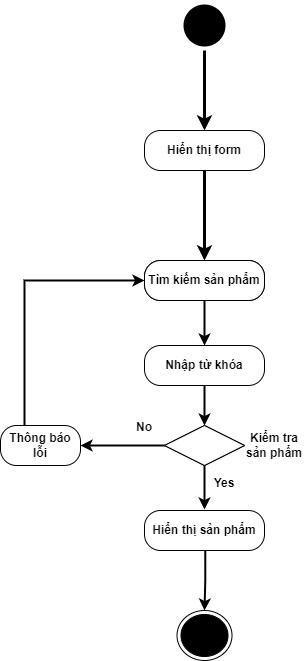 Hiển thị form
Tìm kiếm sản phẩm
Nhập từ khóa
No
Kiểm tra
sản phẩm
Thông báo
lỗi
Yes
Hiển thị sản phẩm